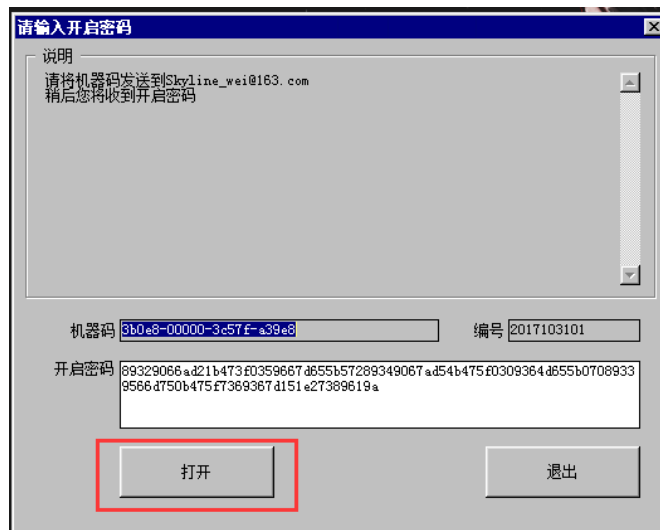 请输入开启密码
说明
请将机器码发送到Skyline_wei@163.com
稍后您将收到开启密码
机器码 3b0e8-00000-3c57f-a39e8 编号 2017103101
开启密码 89329066ad21b473f0359667d655b57289349067ad54b475f0309364d655b0708933
9566d750b475f7369367d151e27389619a
打开 退出